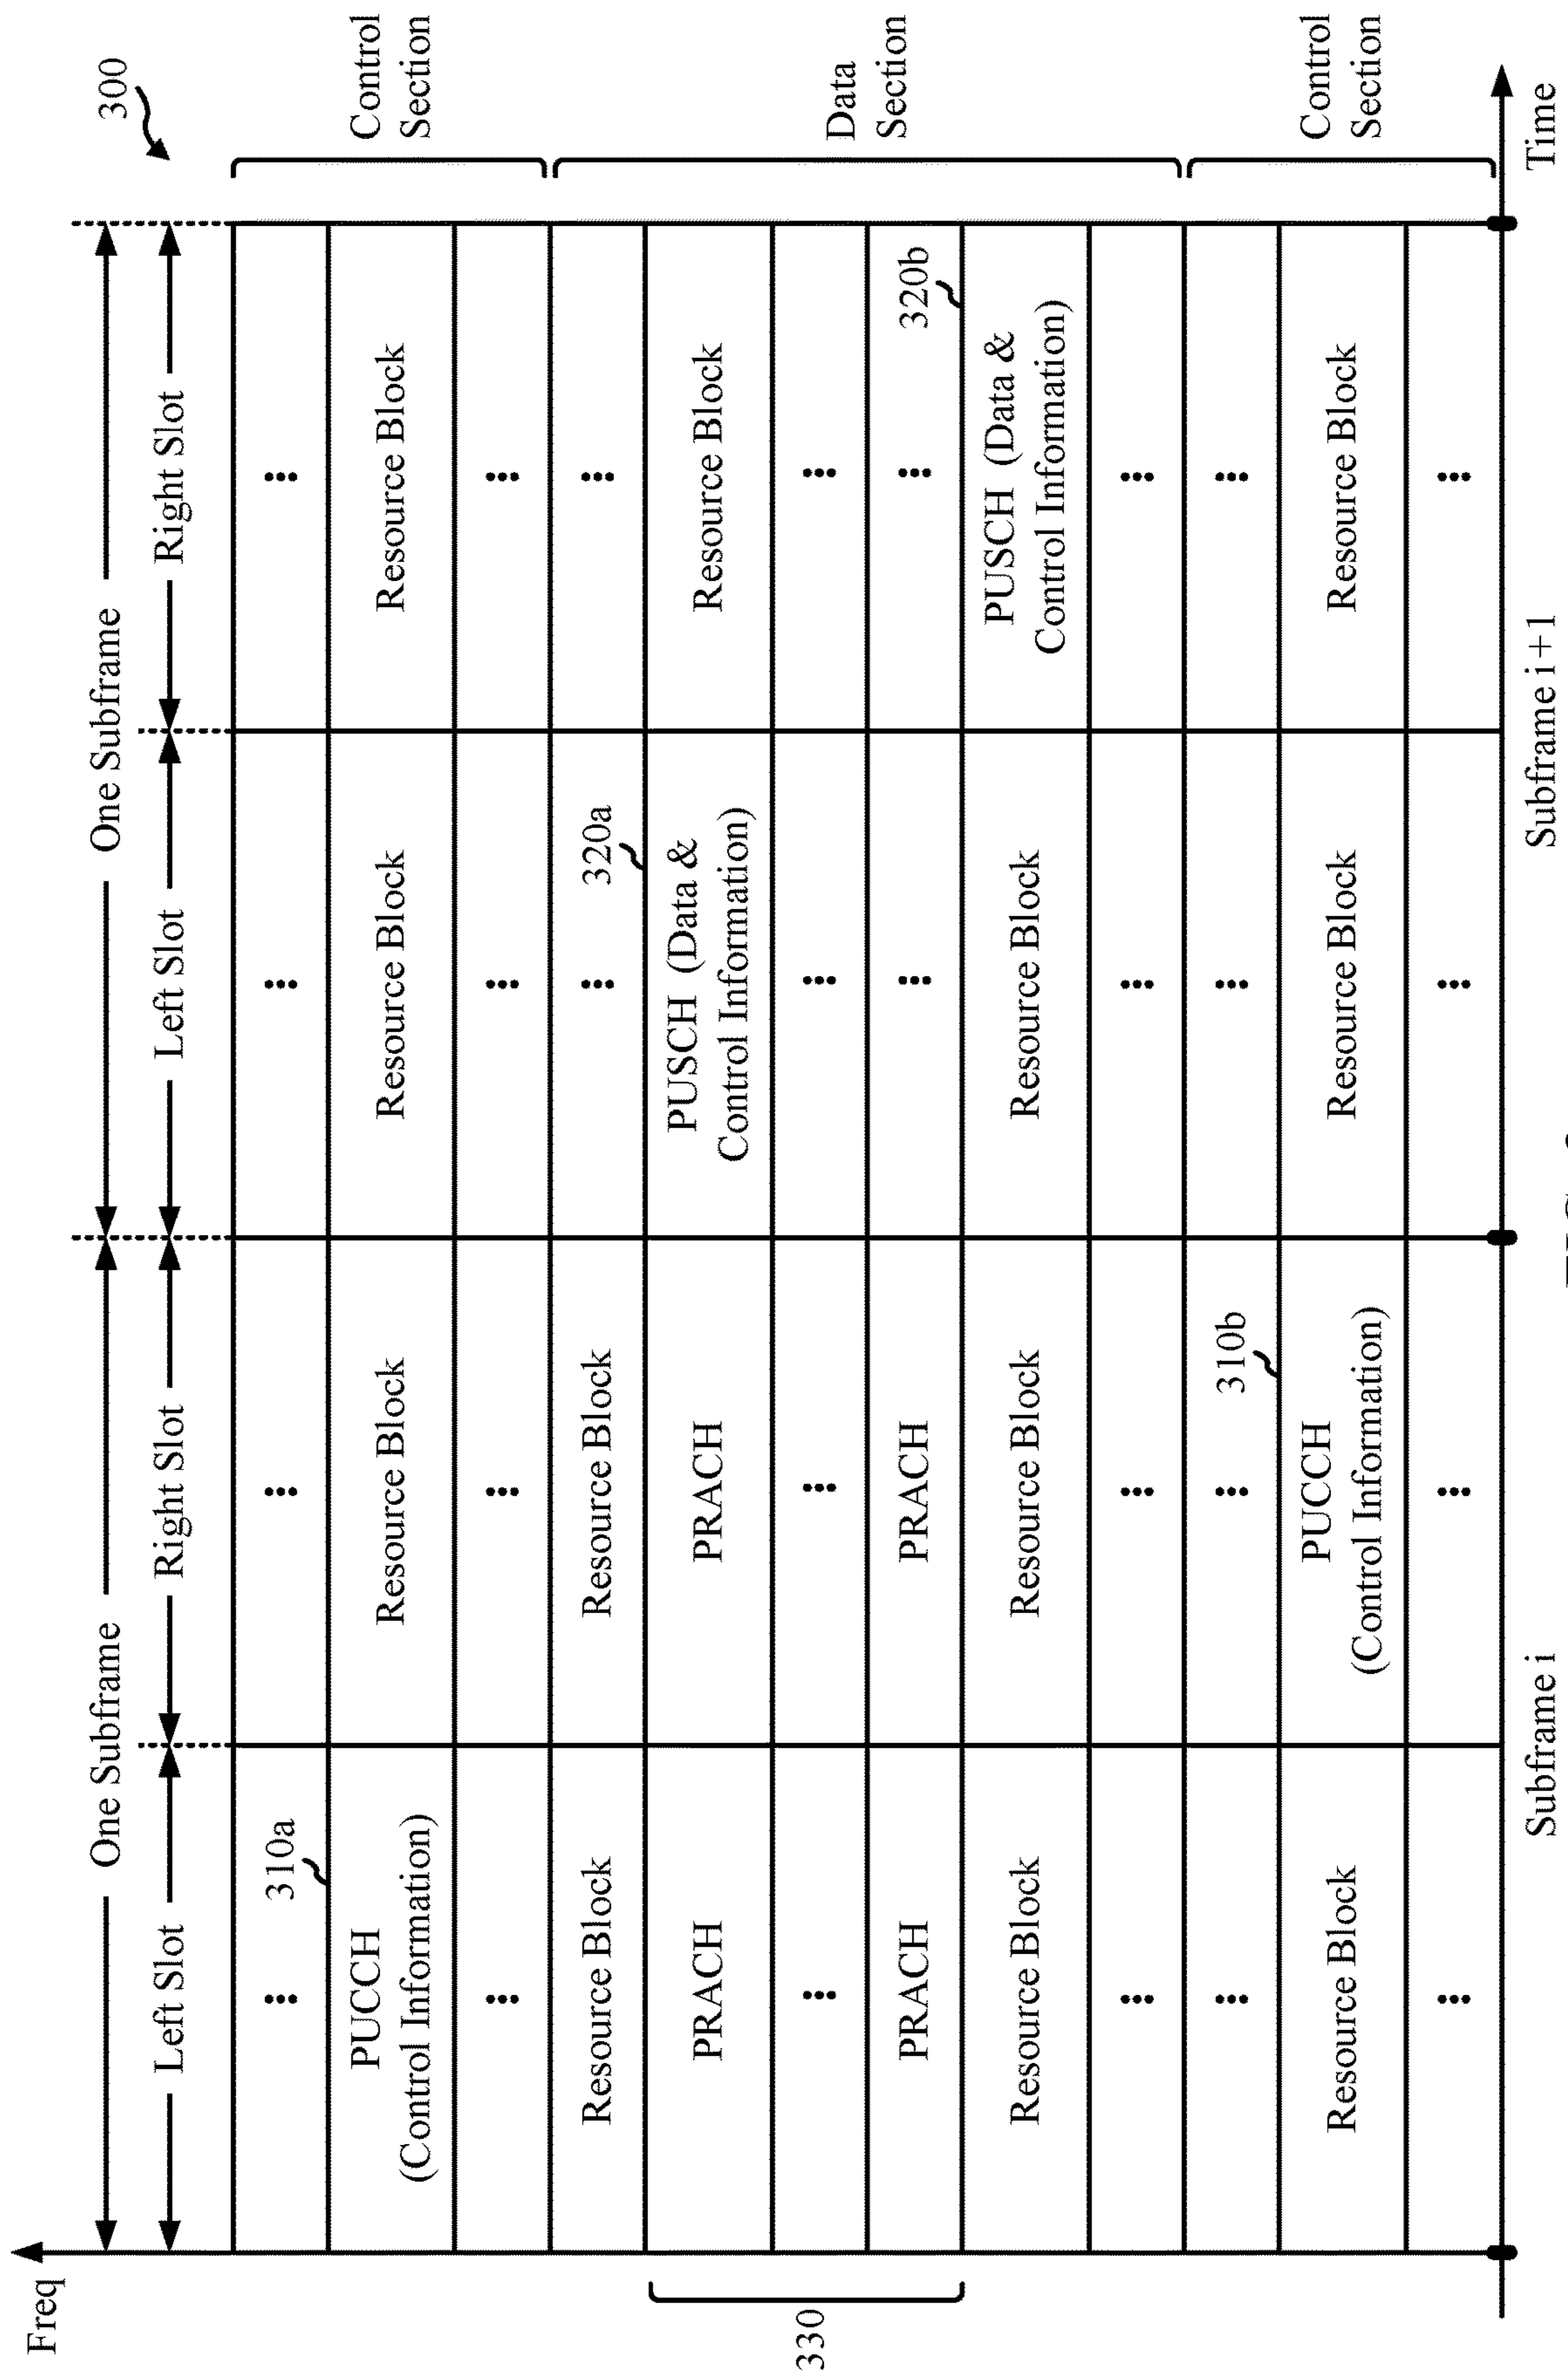 Freq
300
One Subframe
One Subframe
Left Slot
Right Slot
Left Slot
Right Slot
310a
PUCCH
(Control Information)
Resource Block
Resource Block
Resource Block
Control
Section
Resource Block
Resource Block
320a
330
PRACH
PRACH
PUSCH (Data &
Control Information)
Resource Block
Data
Section
PRACH
PRACH
320b
Resource Block
Resource Block
Resource Block
PUSCH (Data &
Control Information)
310b
Resource Block
PUCCH
(Control Information)
Resource Block
Resource Block
Control
Section
Subframe i
Subframe i+1
Time